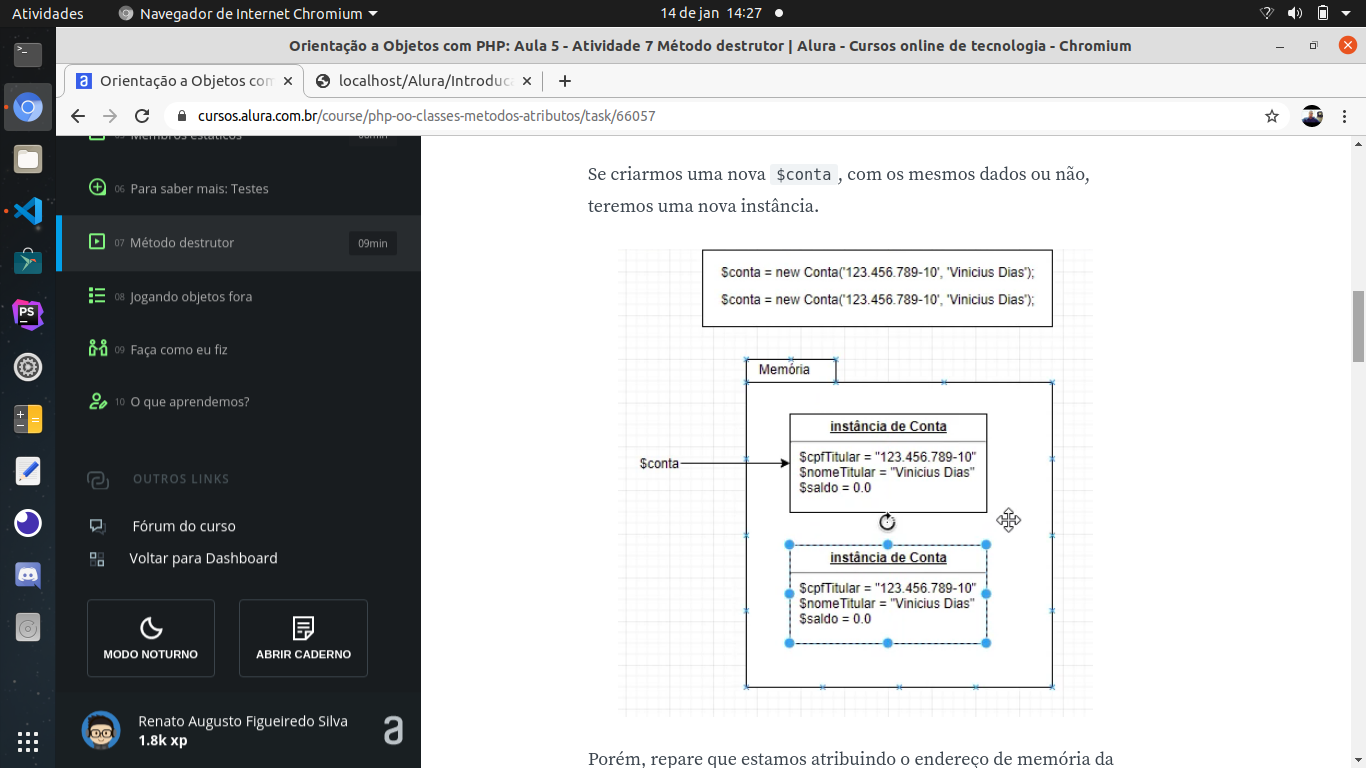 Atividades
Navegador de Internet Chromium
14 de jan 14:27
Orientação a Objetos com PHP: Aula 5 - Atividade 7 Método destrutor | Alura - Cursos online de tecnologia - Chromium
Orientação a Objetos con
localhost/Alura/Introduca
cursos.alura.com.br/course/php-oo-classes-metodos-atributos/task/66057
05 Membros estáticos
06 Para saber mais: Testes
07 Método destrutor 09min
08 Jogando objetos fora
09 Faça como eu fiz
10 O que aprendemos?
OUTROS LINKS
Fórum do curso
Voltar para Dashboard
MODO NOTURNO
ABRIR CADERNO
Renato Augusto Figueiredo Silva
1.8k xp
a
Se criarmos uma nova $conta , com os mesmos dados ou não,
teremos uma nova instância.
$conta = new Conta('123.456.789-10', 'Vinicius Dias');
$conta = new Conta('123.456.789-10', 'Vinicius Dias');
Memória
$conta
instância de Conta
$cpfTitular = "123.456.789-10"
$nomeTitular = "Vinicius Dias"
$saldo = 0.0
instância de Conta
$cpfTitular = "123.456.789-10"
$nomeTitular = "Vinicius Dias"
$saldo = 0.0
Porém, repare que estamos atribuindo o endereço de memória da